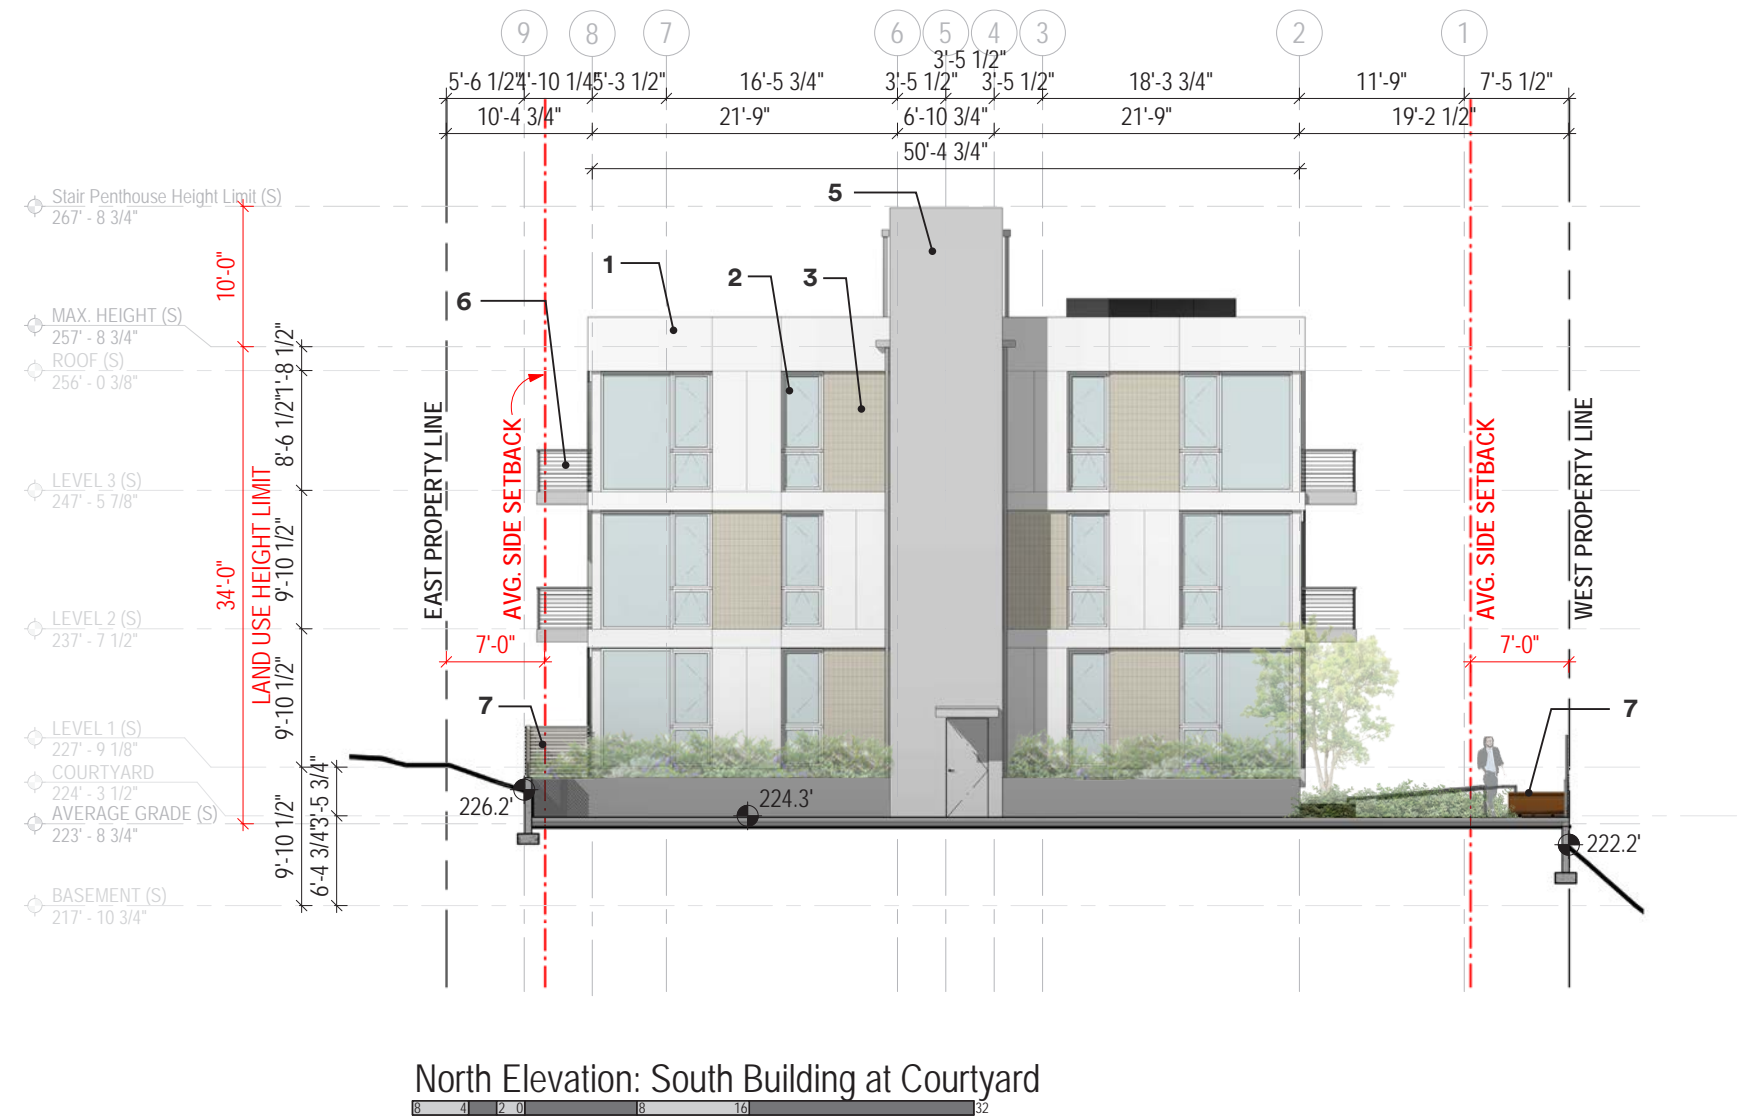 9 8 7 6 5 4 3 2 1
3'-5 1/2"
5'-6 1/2" 4'-10 1/4" 5'-3 1/2" 16'-5 3/4" 3'-5 1/2" 3'-5 1/2" 18'-3 3/4" 11'-9" 7'-5 1/2"
10'-4 3/4" 21'-9" 6'-10 3/4" 21'-9" 19'-2 1/2"
50'-4 3/4"
Stair Penthouse Height Limit (S)
267' - 8 3/4"
MAX. HEIGHT (S)
257' - 8 3/4"
ROOF (S)
256' - 0 3/8"
LEVEL 3 (S)
247' - 5 7/8"
LEVEL 2 (S)
237' - 7 1/2"
LEVEL 1 (S)
227' - 9 1/8"
COURTYARD
224' - 3 1/2"
AVERAGE GRADE (S)
223' - 8 3/4"
BASEMENT (S)
217' - 10 3/4"
10'-0"
34'-0"
LAND USE HEIGHT LIMIT
1'-8 1/2"
8'-6 1/2"
9'-10 1/2"
9'-10 1/2"
9'-10 1/2"
3'-5 3/4"
6'-4 3/4"
EAST PROPERTY LINE
AVG. SIDE SETBACK
7'-0"
5
1
2
3
6
7
226.2'
224.3'
AVG. SIDE SETBACK
WEST PROPERTY LINE
7'-0"
7
222.2'
North Elevation: South Building at Courtyard
8 4 2 0 8 16 32